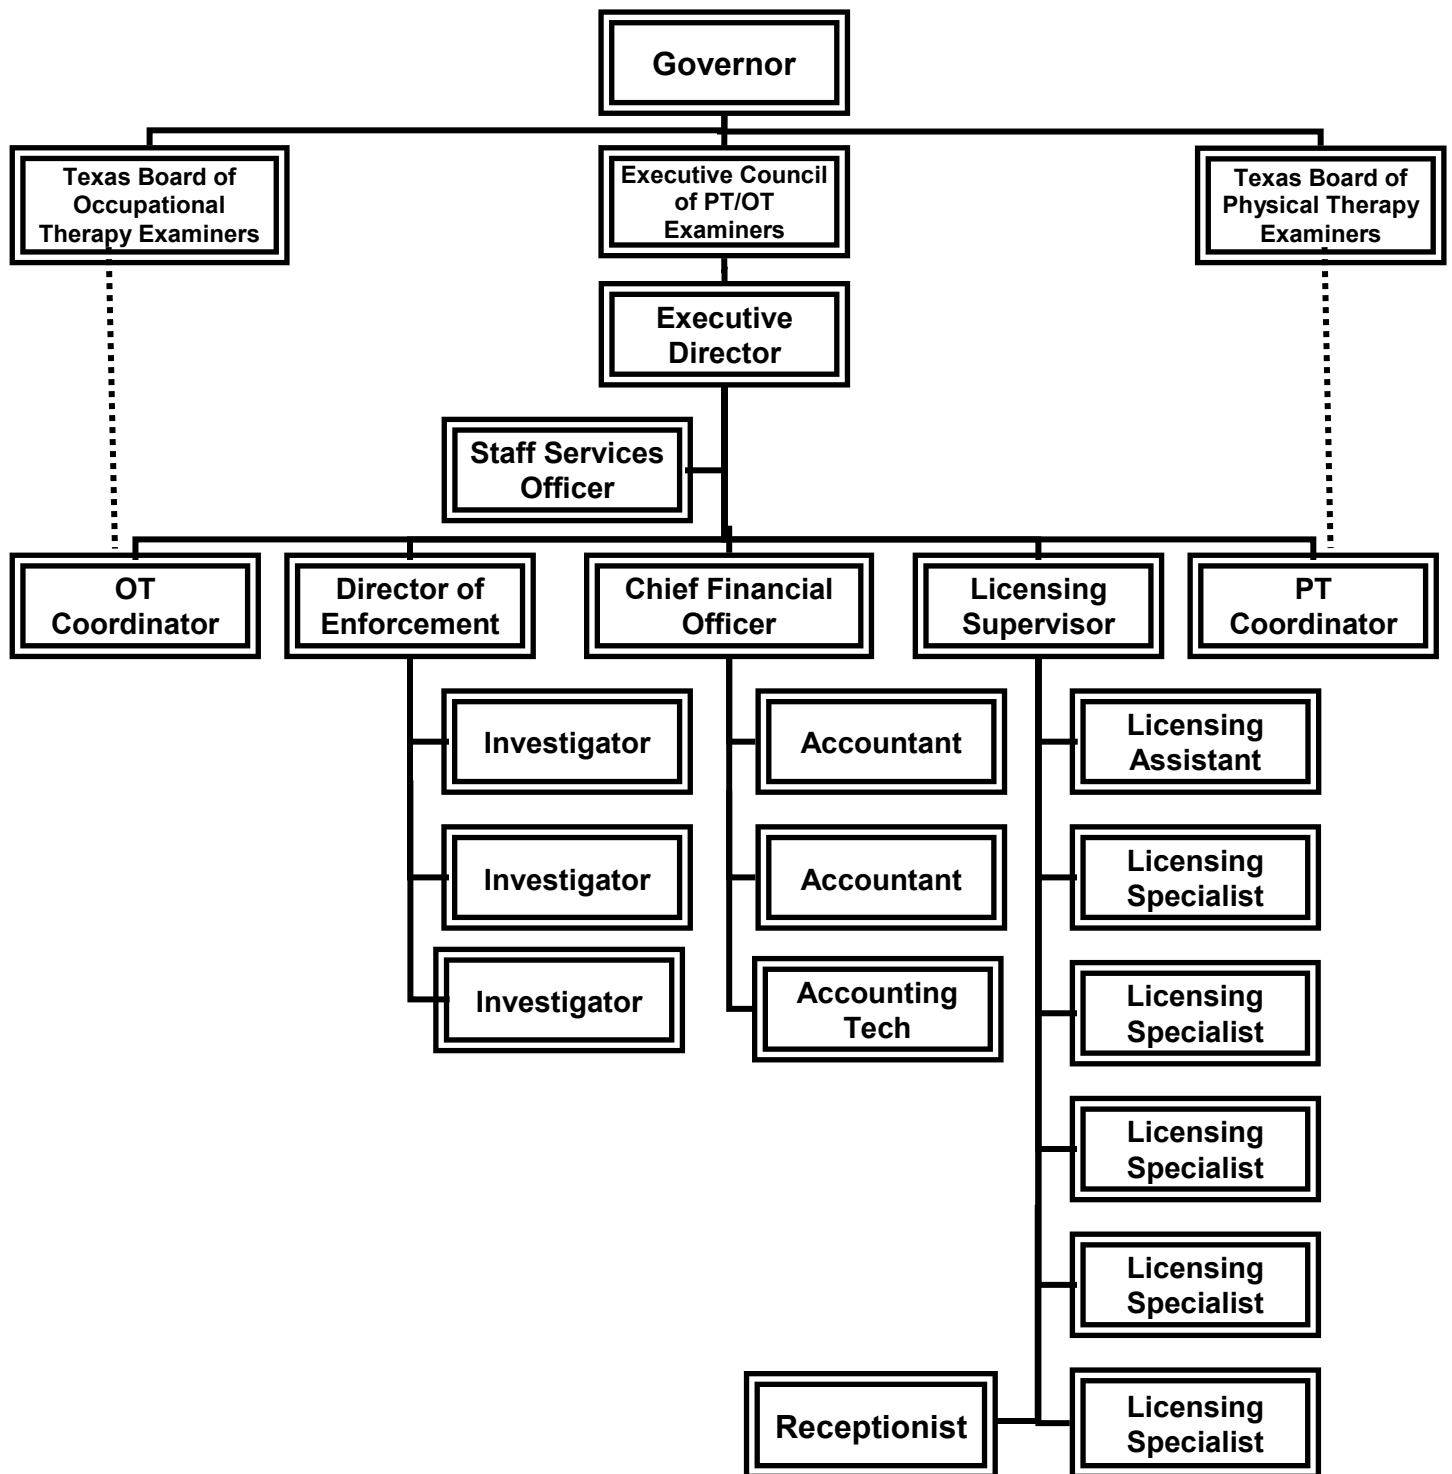 Governor
Texas Board of
Occupational
Therapy Examiners
Executive Council
of PT/OT
Examiners
Texas Board of
Physical Therapy
Examiners
Executive
Director
Staff Services
Officer
OT
Coordinator
Director of
Enforcement
Chief Financial
Officer
Licensing
Supervisor
PT
Coordinator
Investigator
Accountant
Licensing
Assistant
Investigator
Accountant
Licensing
Specialist
Investigator
Accounting
Tech
Licensing
Specialist
Licensing
Specialist
Licensing
Specialist
Receptionist
Licensing
Specialist